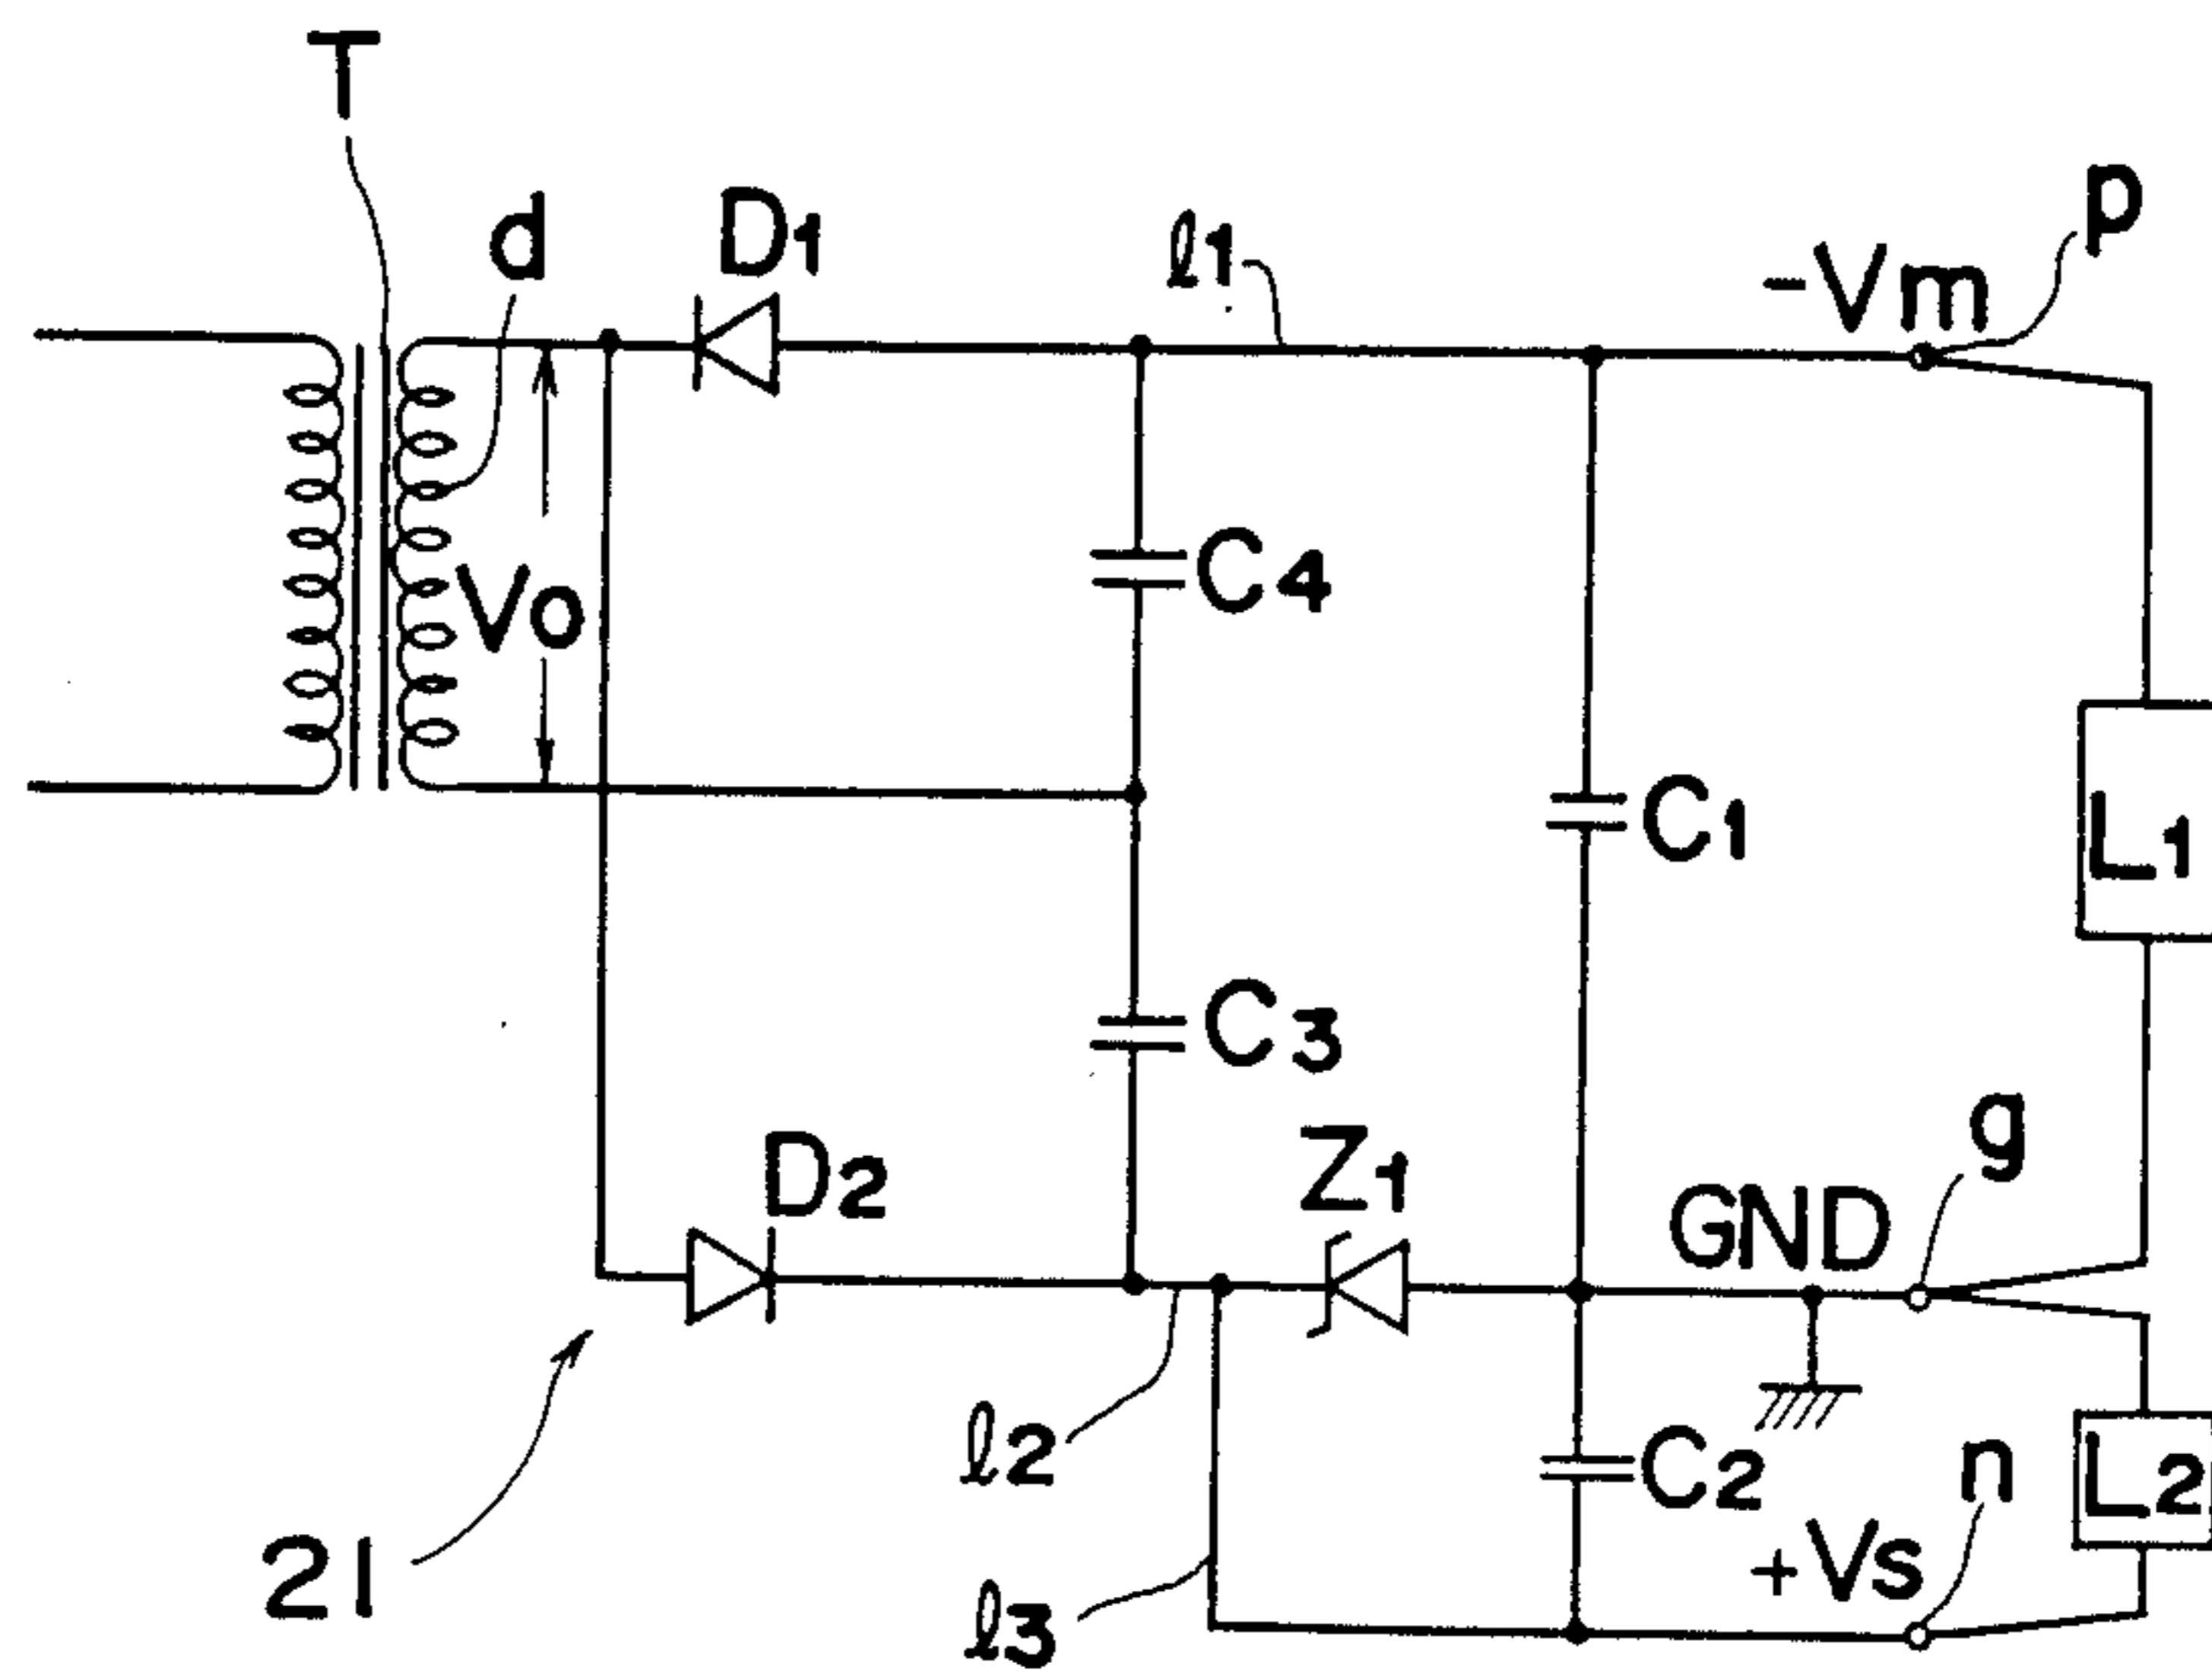 T
d
D1
ℓ1
-Vm
p
Vo
C4
C1
L1
C3
D2
Z1
g
GND
ℓ2
C2
n
L2
21
ℓ3
+Vs